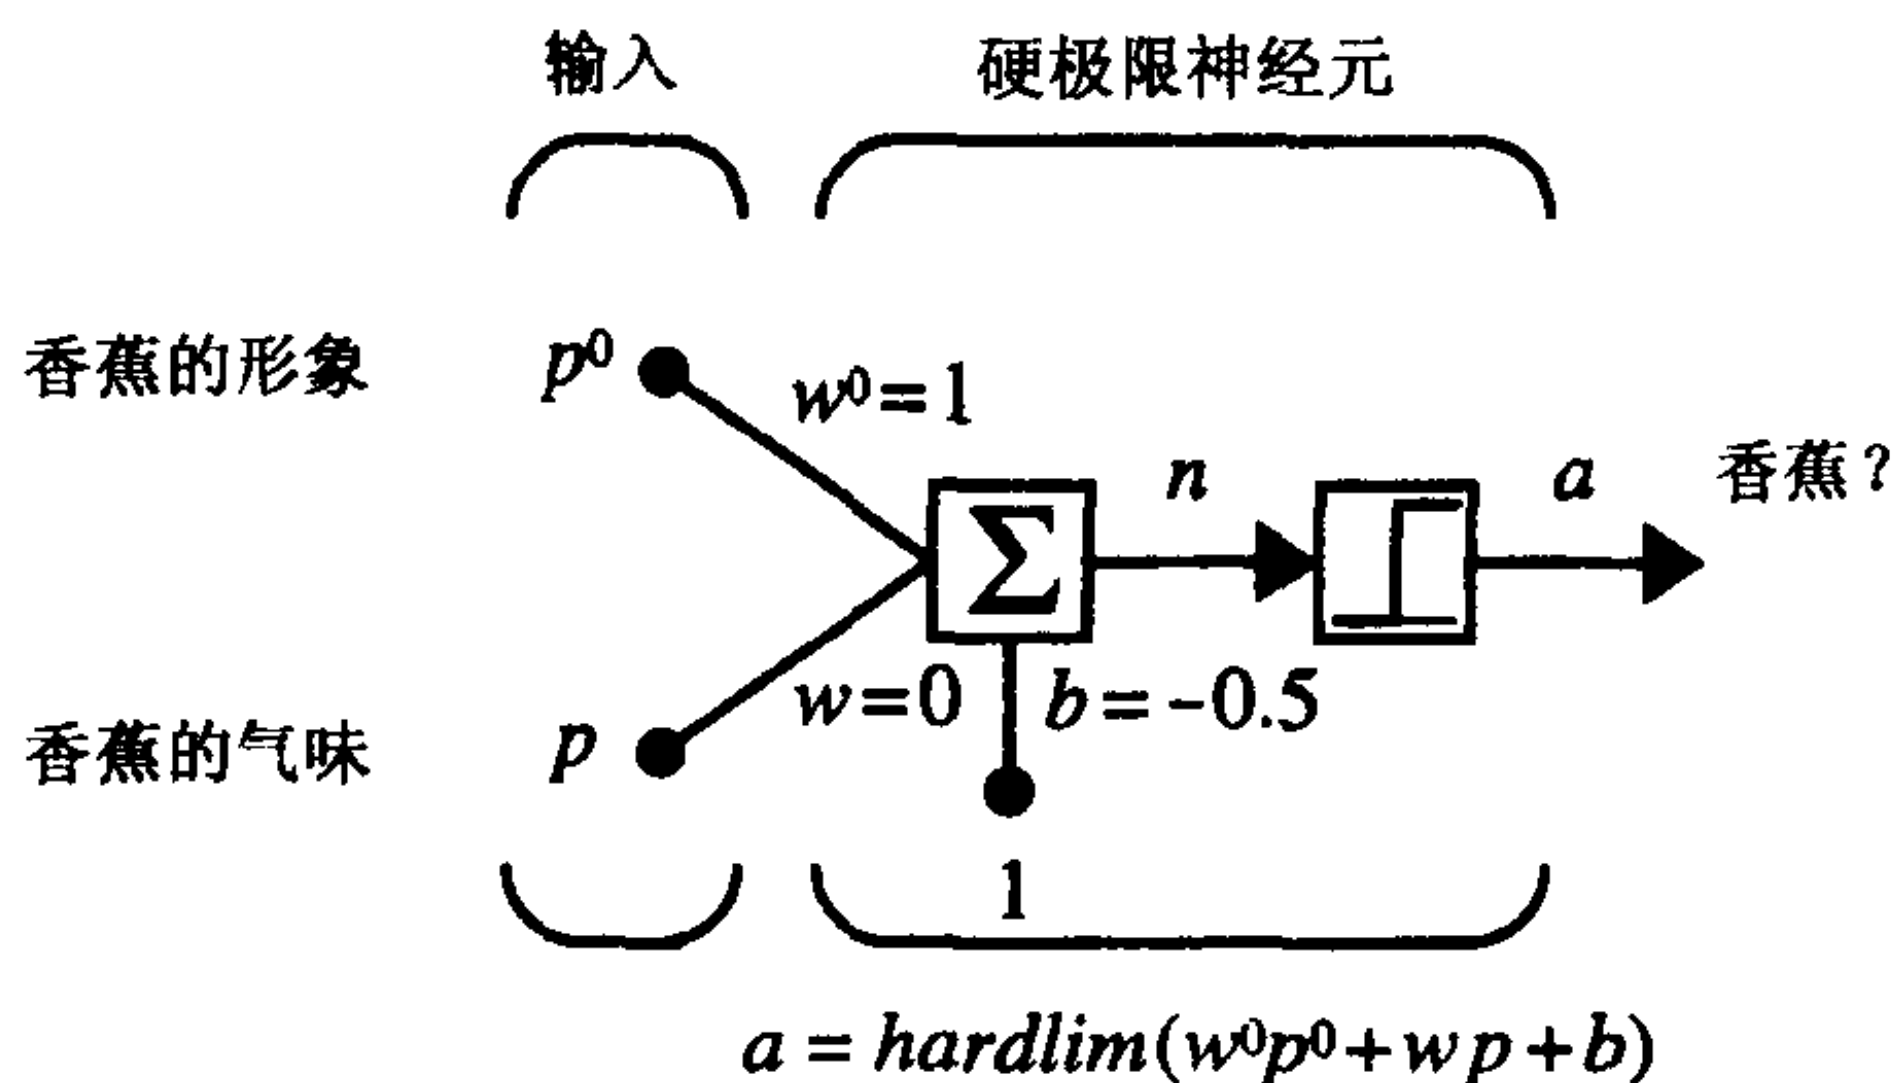 输入 硬极限神经元
香蕉的形象 p⁰ w⁰=1
n a 香蕉？
Σ
香蕉的气味 p w=0 b=-0.5
1
a = hardlim(w⁰p⁰+wp+b)